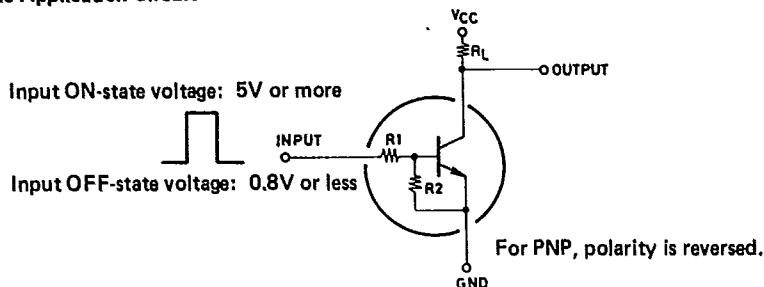 VCC
RL
OUTPUT
Input ON-state voltage: 5V or more
INPUT
R1
R2
Input OFF-state voltage: 0.8V or less
For PNP, polarity is reversed.
GND